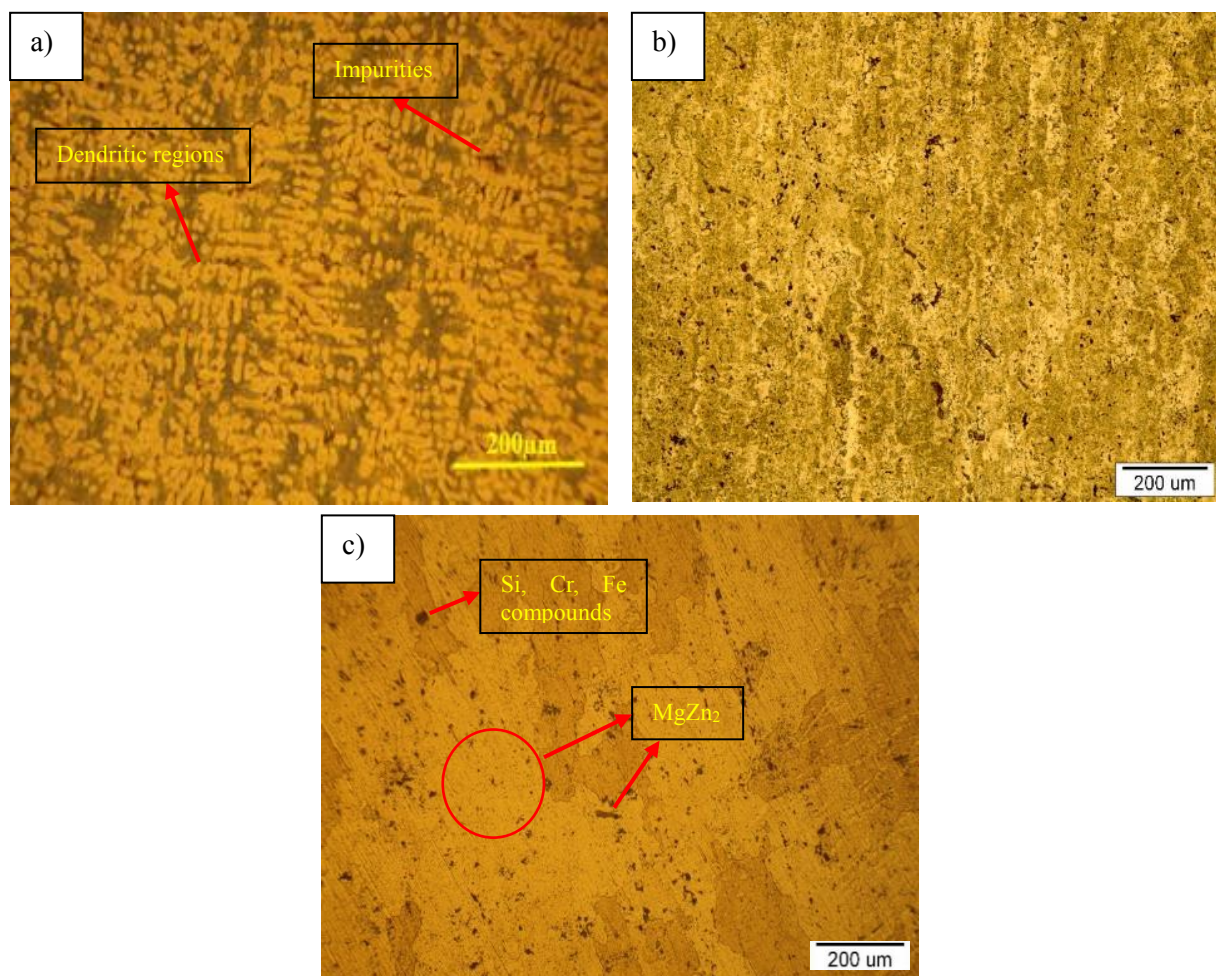 a)
Impurities
Dendritic regions
200µm
b)
200 um
c)
Si, Cr, Fe
compounds
MgZn₂
200 um